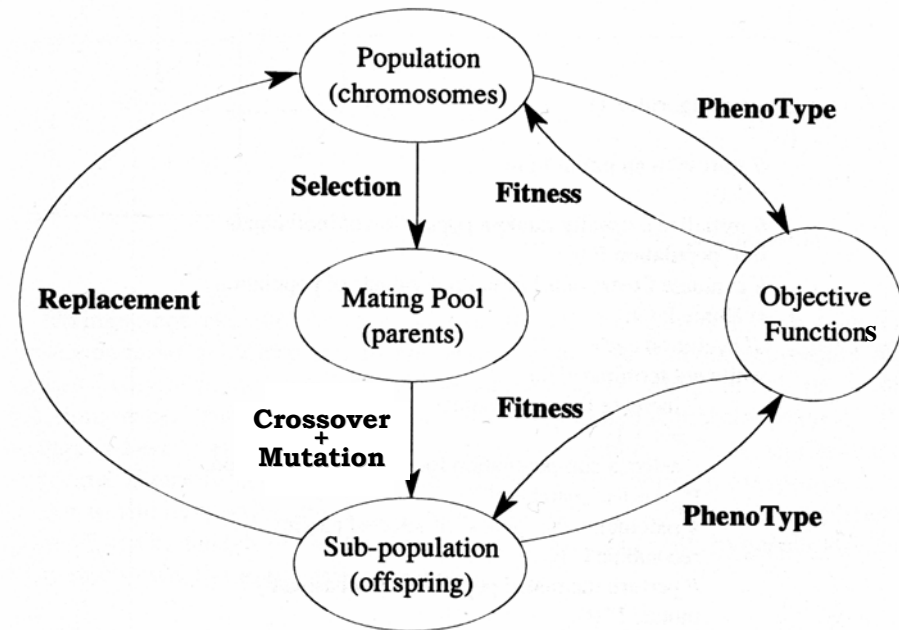 Population
(chromosomes)
PhenoType
Selection
Fitness
Replacement
Mating Pool
(parents)
Objective
Functions
Crossover
+
Mutation
Fitness
PhenoType
Sub-population
(offspring)